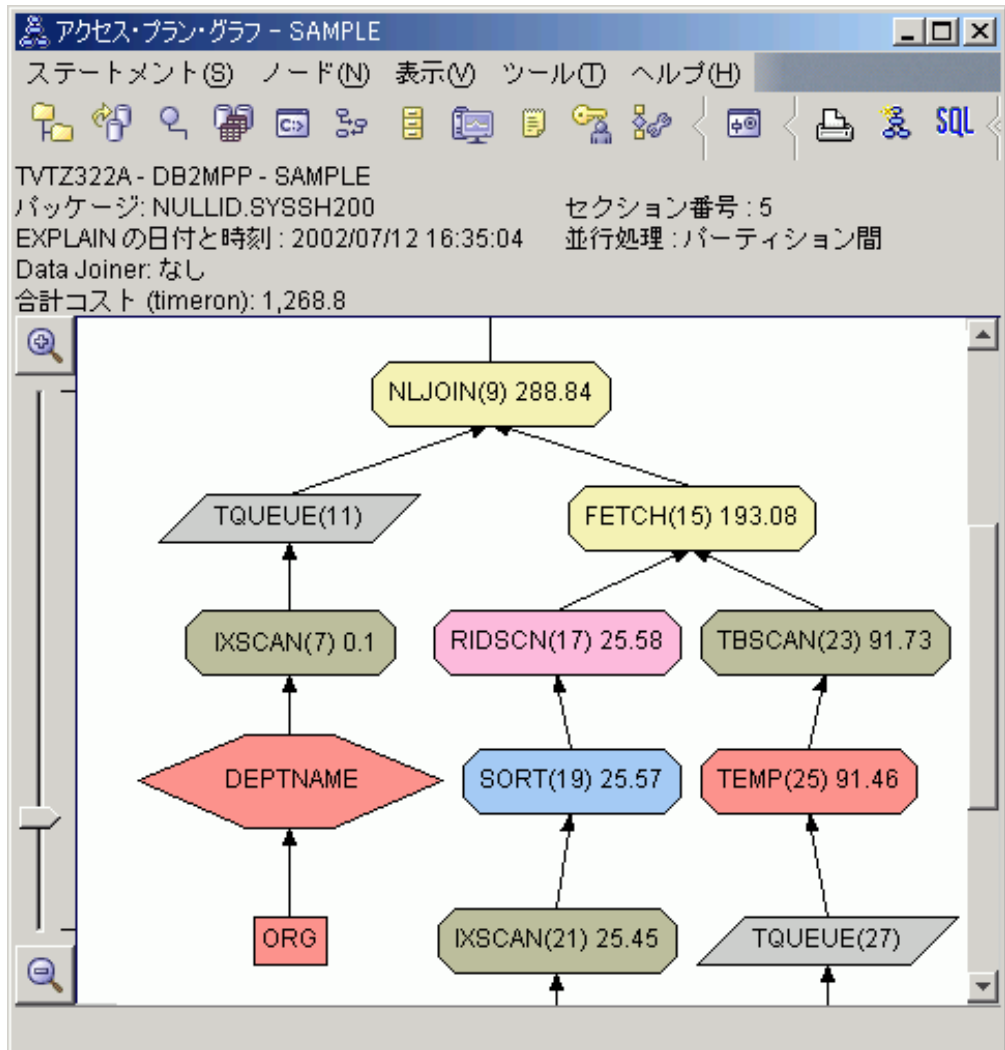 アクセス・プラン・グラフ - SAMPLE
ステートメント(S) ノード(N) 表示(V) ツール(T) ヘルプ(H)
C:>
SQL
TVTZ322A - DB2MPP - SAMPLE
パッケージ: NULLID.SYSSH200 セクション番号 : 5
EXPLAIN の日付と時刻 : 2002/07/12 16:35:04 並行処理 : パーティション間
Data Joiner: なし
合計コスト (timeron): 1,268.8
NLJOIN(9) 288.84
TQUEUE(11) FETCH(15) 193.08
IXSCAN(7) 0.1 RIDSCN(17) 25.58 TBSCAN(23) 91.73
DEPTNAME SORT(19) 25.57 TEMP(25) 91.46
ORG IXSCAN(21) 25.45 TQUEUE(27)